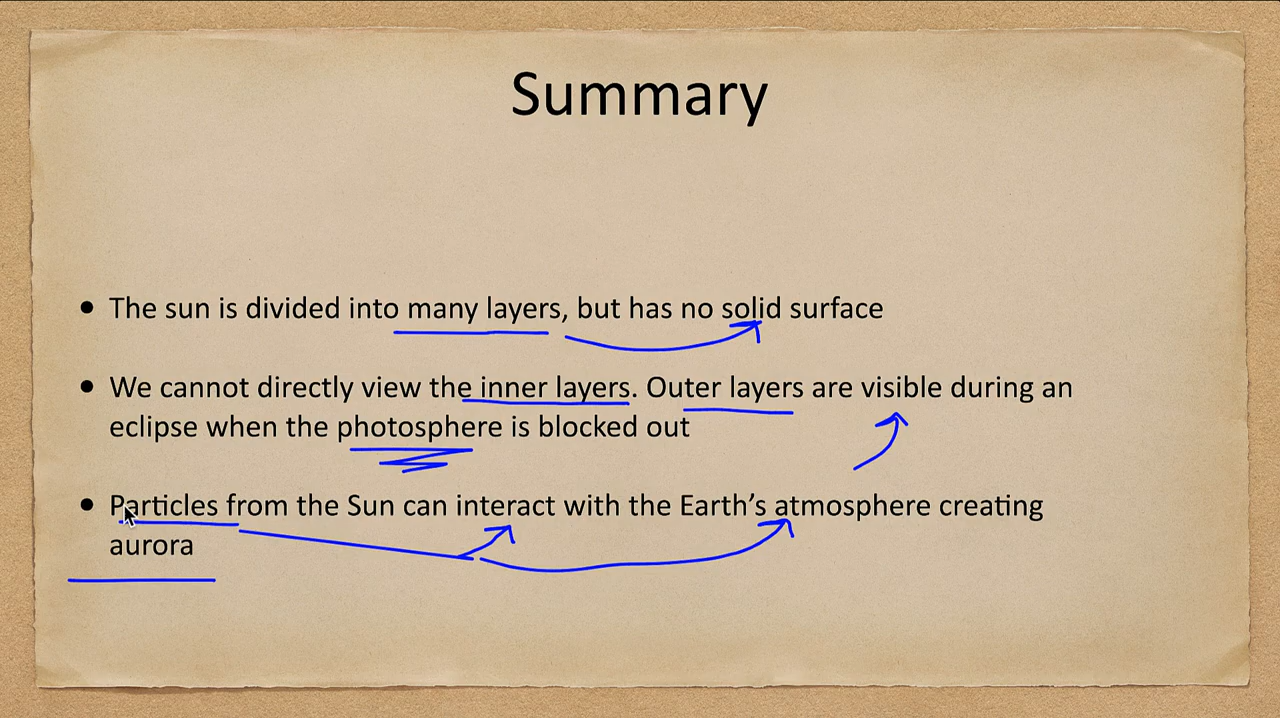 Summary
• The sun is divided into many layers, but has no solid surface
• We cannot directly view the inner layers. Outer layers are visible during an
eclipse when the photosphere is blocked out
• Particles from the Sun can interact with the Earth’s atmosphere creating
aurora